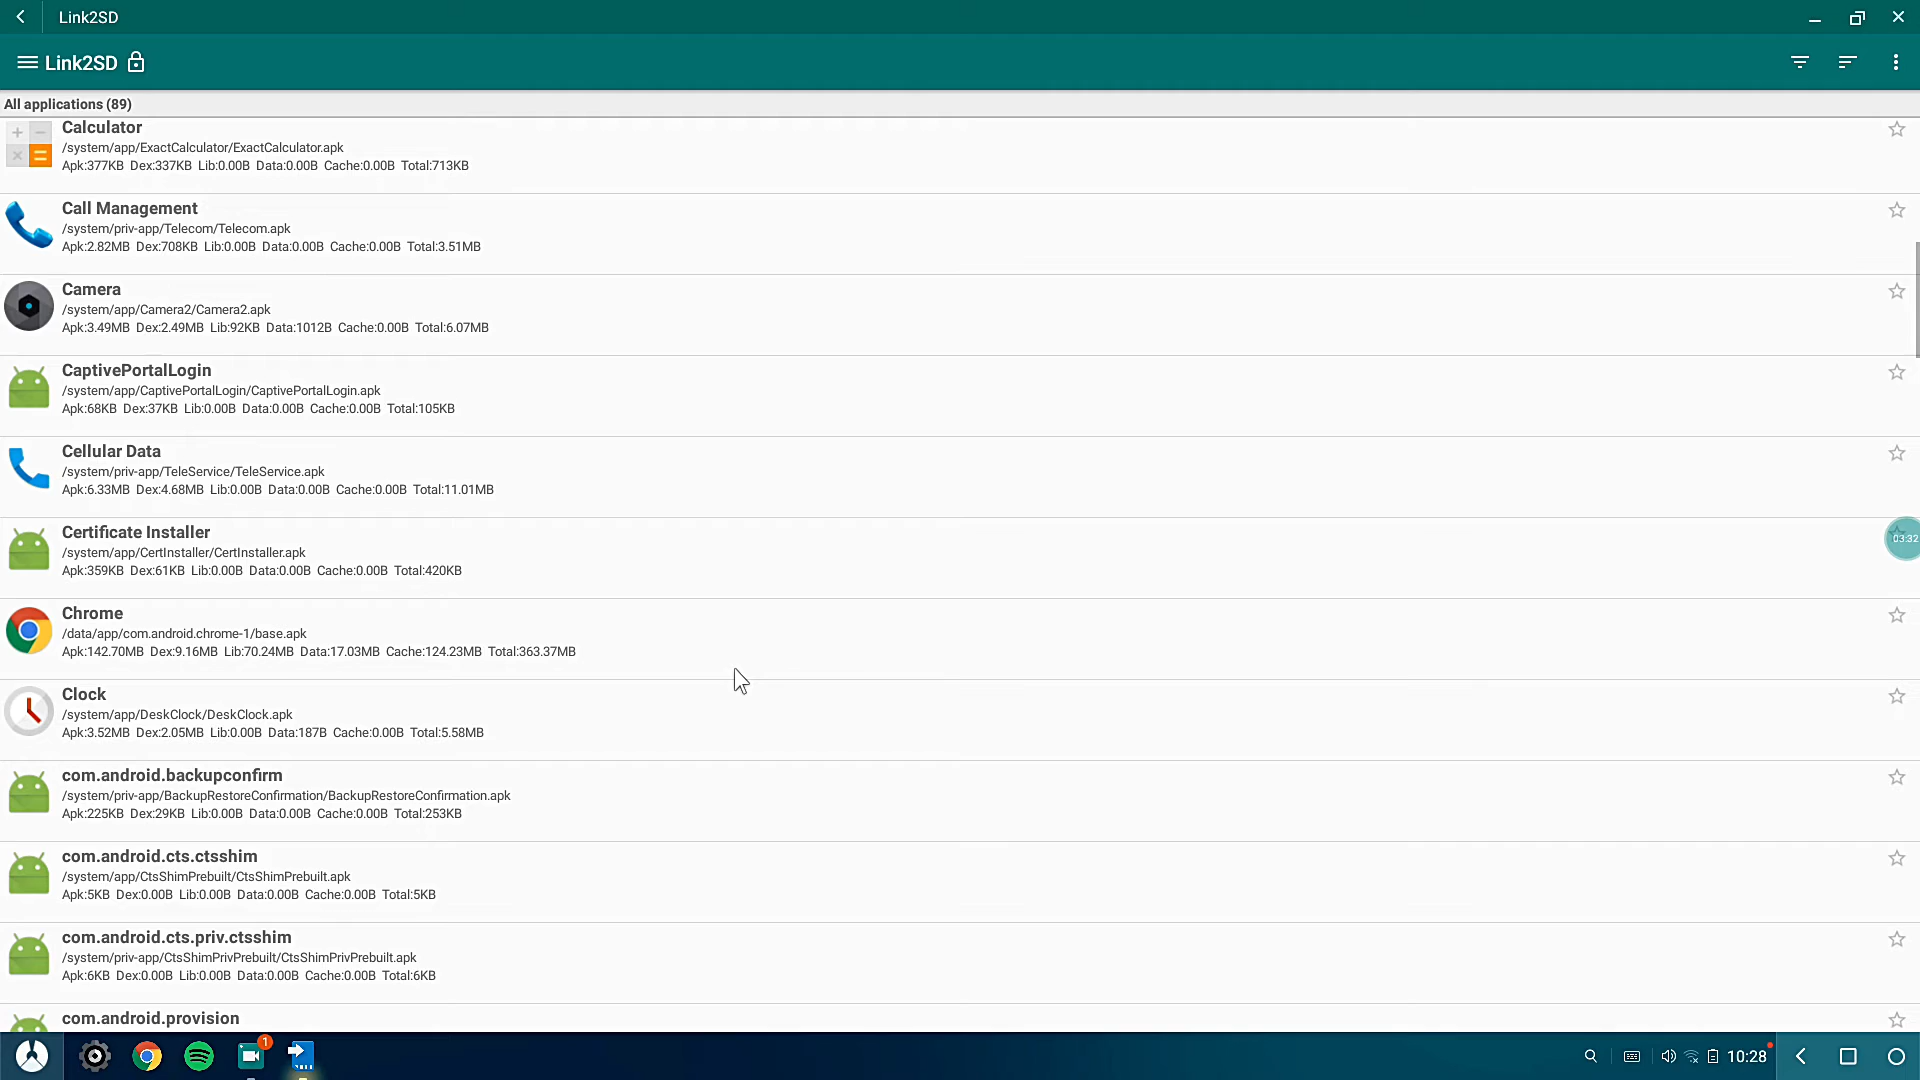 Link2SD
Link2SD
All applications (89)
Calculator
/system/app/ExactCalculator/ExactCalculator.apk
Apk:377KB Dex:337KB Lib:0.00B Data:0.00B Cache:0.00B Total:713KB
Call Management
/system/priv-app/Telecom/Telecom.apk
Apk:2.82MB Dex:708KB Lib:0.00B Data:0.00B Cache:0.00B Total:3.51MB
Camera
/system/app/Camera2/Camera2.apk
Apk:3.49MB Dex:2.49MB Lib:92KB Data:1012B Cache:0.00B Total:6.07MB
CaptivePortalLogin
/system/app/CaptivePortalLogin/CaptivePortalLogin.apk
Apk:68KB Dex:37KB Lib:0.00B Data:0.00B Cache:0.00B Total:105KB
Cellular Data
/system/priv-app/TeleService/TeleService.apk
Apk:6.33MB Dex:4.68MB Lib:0.00B Data:0.00B Cache:0.00B Total:11.01MB
Certificate Installer
/system/app/CertInstaller/CertInstaller.apk
Apk:359KB Dex:61KB Lib:0.00B Data:0.00B Cache:0.00B Total:420KB
03:32
Chrome
/data/app/com.android.chrome-1/base.apk
Apk:142.70MB Dex:9.16MB Lib:70.24MB Data:17.03MB Cache:124.23MB Total:363.37MB
Clock
/system/app/DeskClock/DeskClock.apk
Apk:3.52MB Dex:2.05MB Lib:0.00B Data:187B Cache:0.00B Total:5.58MB
com.android.backupconfirm
/system/priv-app/BackupRestoreConfirmation/BackupRestoreConfirmation.apk
Apk:225KB Dex:29KB Lib:0.00B Data:0.00B Cache:0.00B Total:253KB
com.android.cts.ctsshim
/system/app/CtsShimPrebuilt/CtsShimPrebuilt.apk
Apk:5KB Dex:0.00B Lib:0.00B Data:0.00B Cache:0.00B Total:5KB
com.android.cts.priv.ctsshim
/system/priv-app/CtsShimPrivPrebuilt/CtsShimPrivPrebuilt.apk
Apk:6KB Dex:0.00B Lib:0.00B Data:0.00B Cache:0.00B Total:6KB
com.android.provision
1
10:28